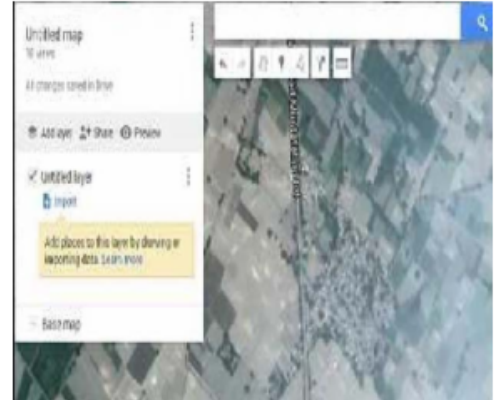 Untitled map
All changes saved in Drive
Add layer Share Preview
Untitled layer
Import
Add places to this layer by drawing or
importing data. Learn more
Base map